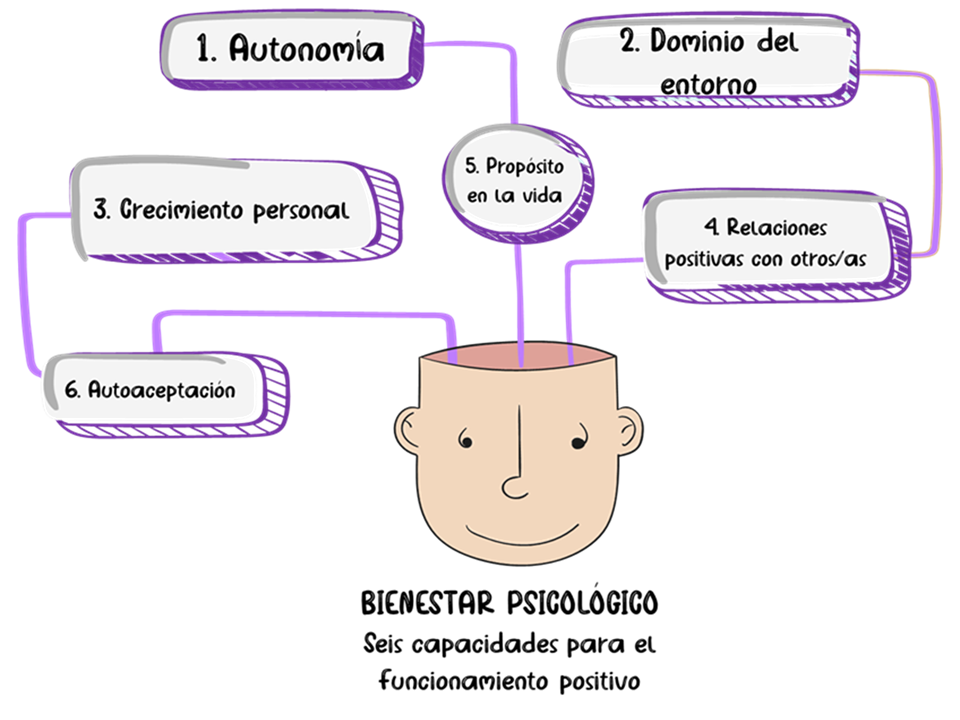 1. Autonomía
2. Dominio del
entorno
3. Crecimiento personal
4. Relaciones
positivas con otros/as
5. Propósito
en la vida
6. Autoaceptación
BIENESTAR PSICOLÓGICO
Seis capacidades para el
funcionamiento positivo